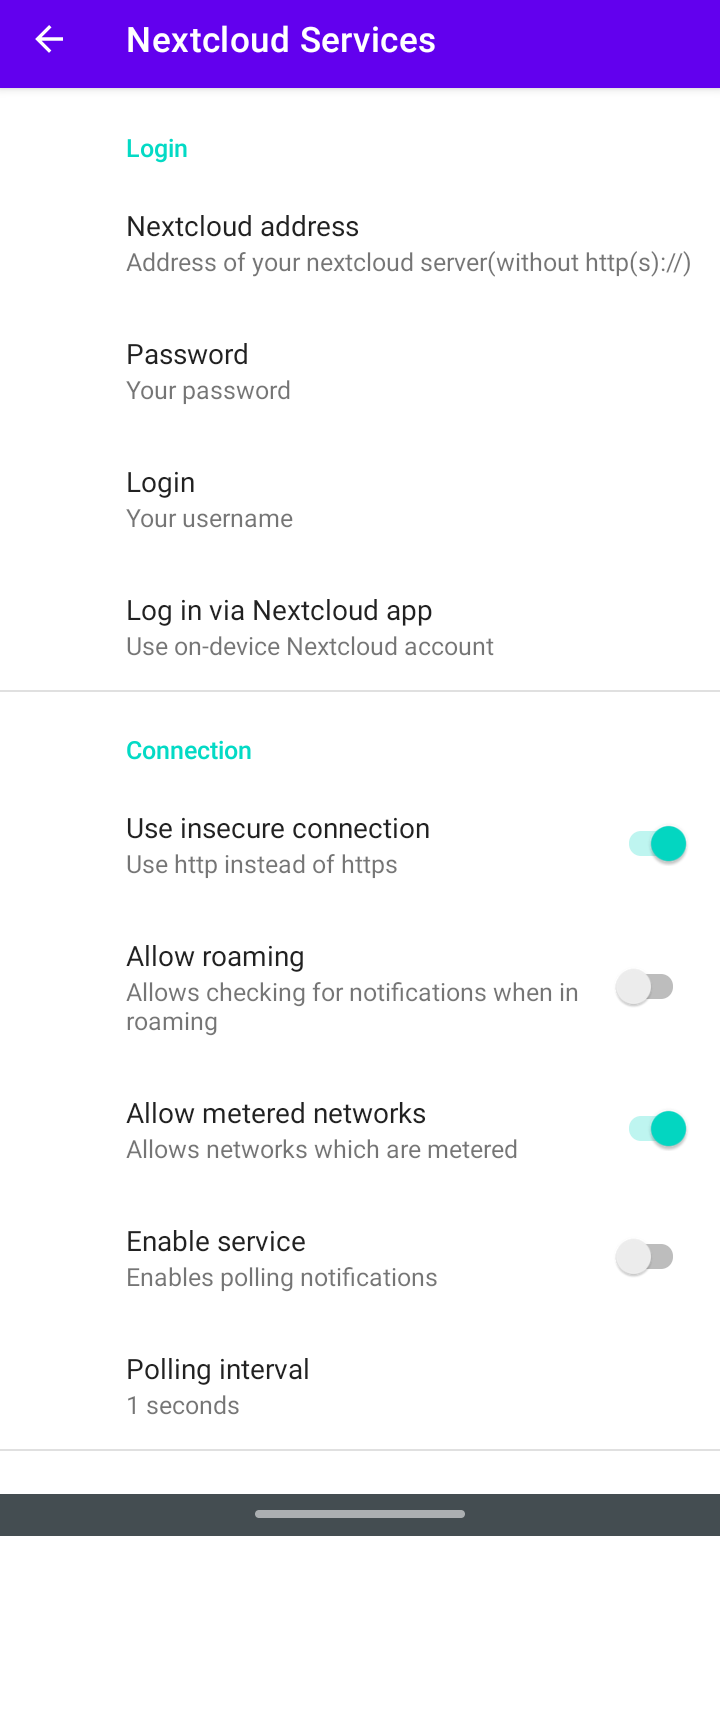 Nextcloud Services
Login
Nextcloud address
Address of your nextcloud server(without http(s)://)
Password
Your password
Login
Your username
Log in via Nextcloud app
Use on-device Nextcloud account
Connection
Use insecure connection
Use http instead of https
Allow roaming
Allows checking for notifications when in
roaming
Allow metered networks
Allows networks which are metered
Enable service
Enables polling notifications
Polling interval
1 seconds